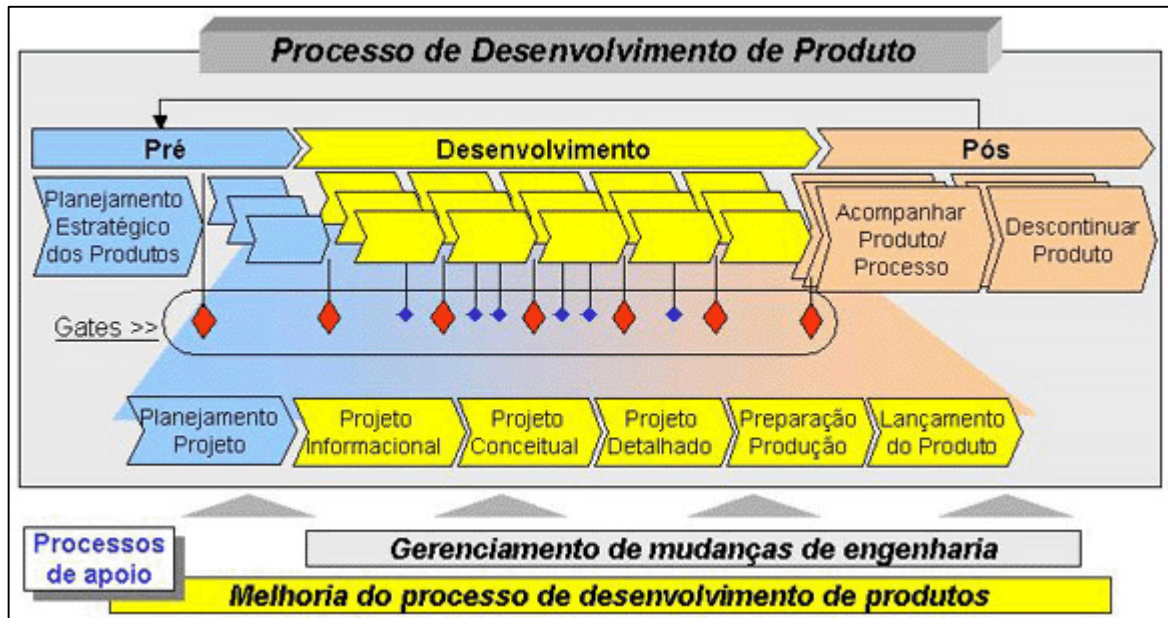 Processo de Desenvolvimento de Produto
Pré
Desenvolvimento
Pós
Planejamento
Estratégico
dos Produtos
Acompanhar
Produto/
Processo
Descontinuar
Produto
Gates >>
Planejamento
Projeto
Projeto
Informacional
Projeto
Conceitual
Projeto
Detalhado
Preparação
Produção
Lançamento
do Produto
Processos
de apoio
Gerenciamento de mudanças de engenharia
Melhoria do processo de desenvolvimento de produtos